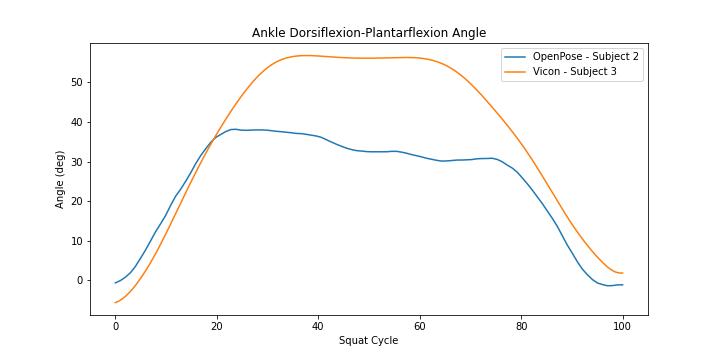 Ankle Dorsiflexion-Plantarflexion Angle
OpenPose - Subject 2
Vicon - Subject 3
Angle (deg)
50
40
30
20
10
0
0 20 40 60 80 100
Squat Cycle